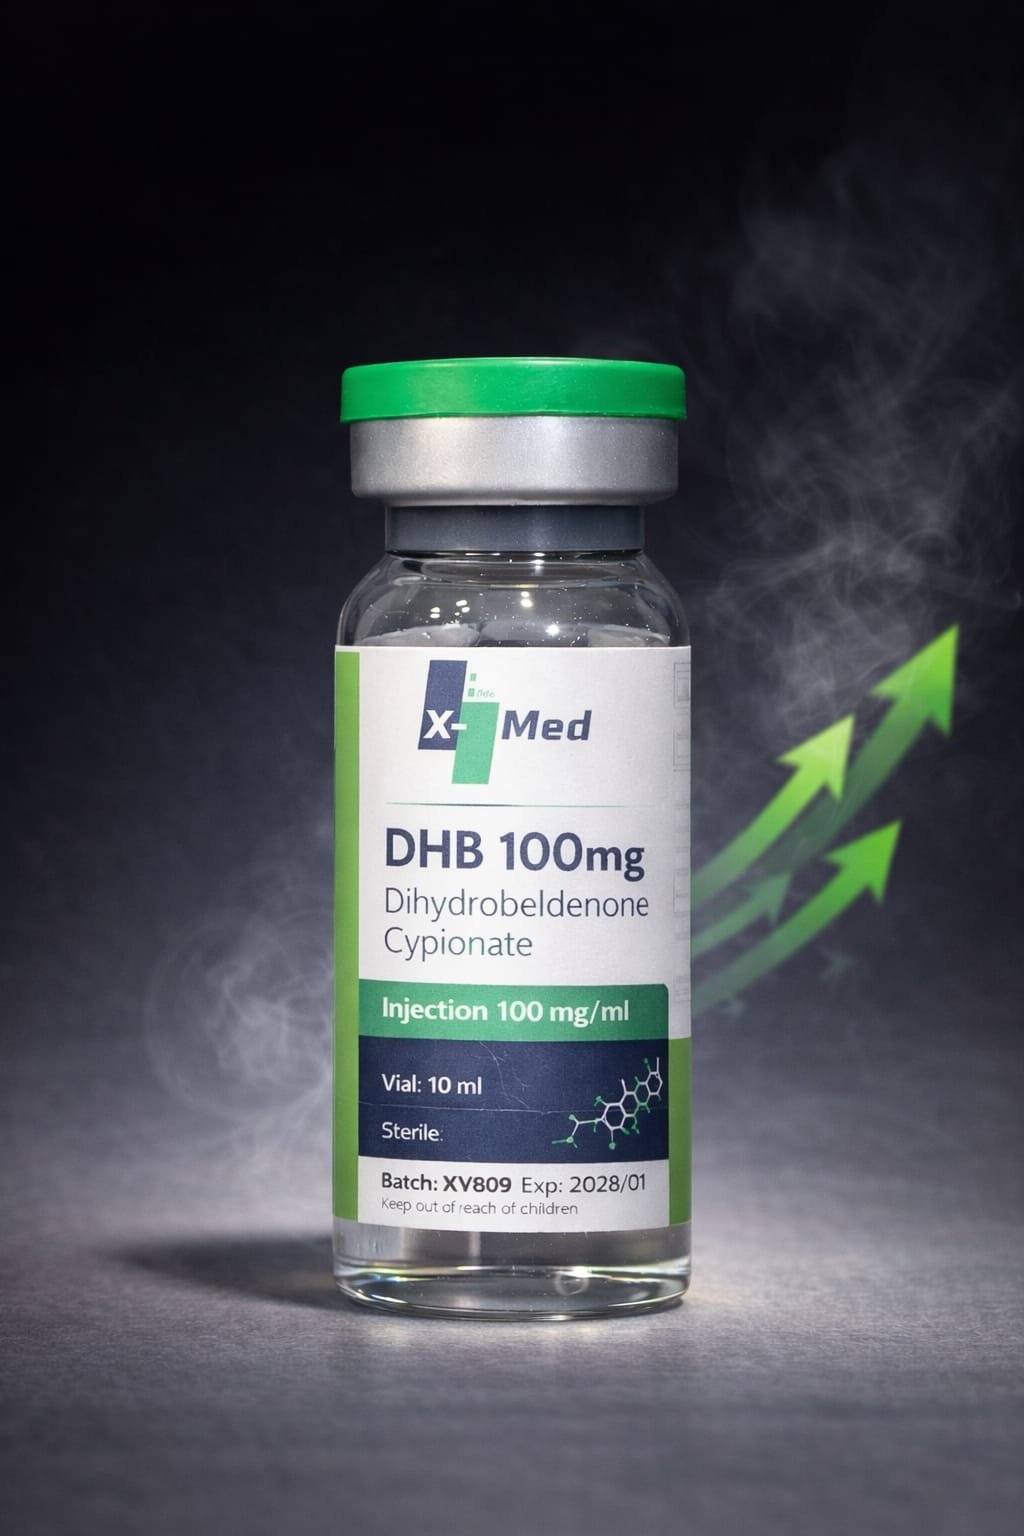 X- Med
DHB 100mg
Dihydrobeldenone
Cypionate
Injection 100 mg/ml
Vial: 10 ml
Sterile.
Batch: XV809 Exp: 2028/01
Keep out of reach of children